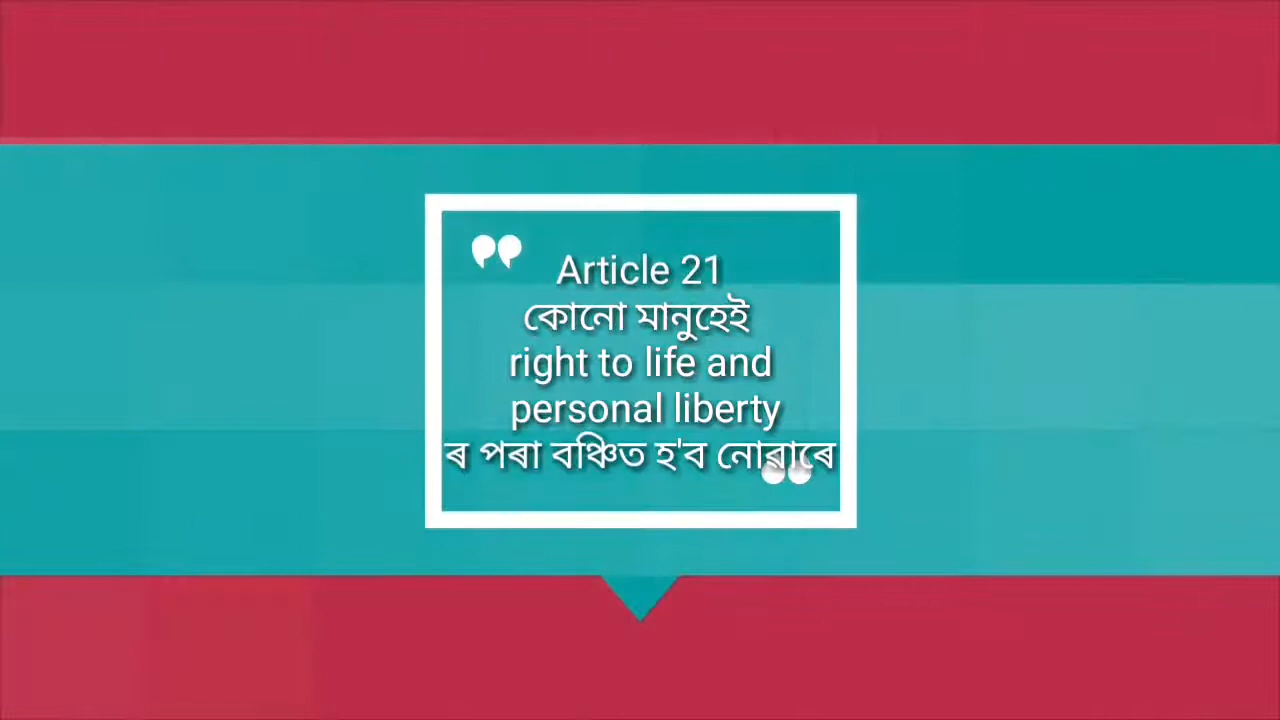 Article 21
কোনো মানুহেই
right to life and
personal liberty
ৰ পৰা বঞ্চিত হ'ব নোৱাৰে